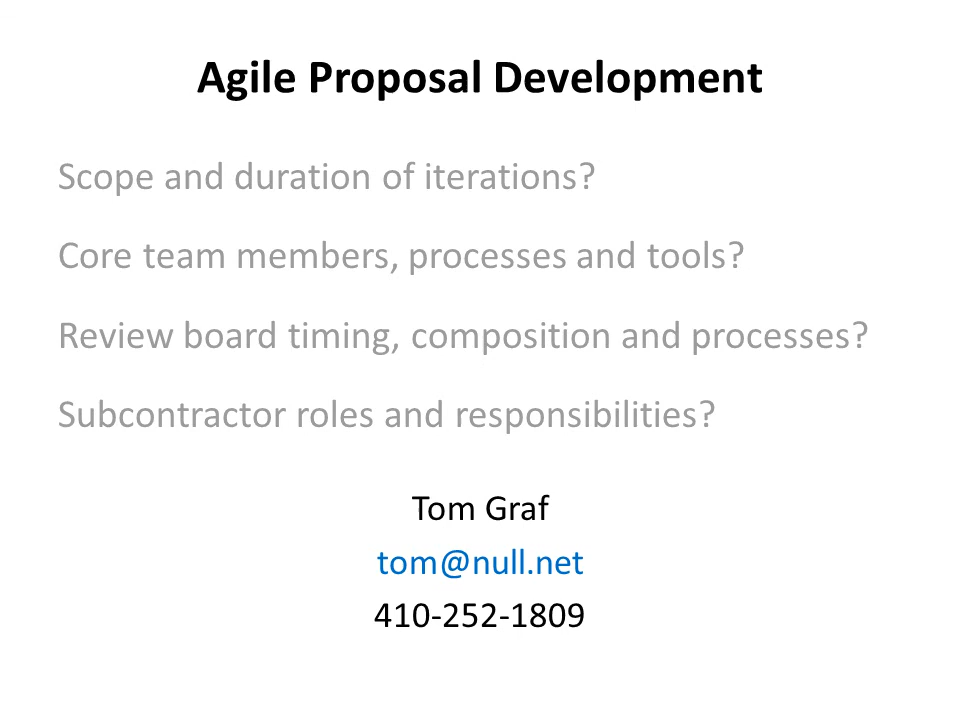 Agile Proposal Development
Scope and duration of iterations?
Core team members, processes and tools?
Review board timing, composition and processes?
Subcontractor roles and responsibilities?
Tom Graf
tom@null.net
410-252-1809